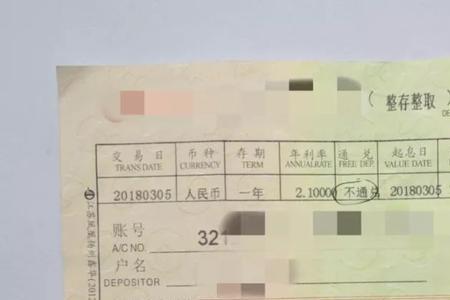 ( 整存整取 )
交易日 币种 存期 年利率 通兑 起息日
TRANS DATE CURRENCY TERM ANNUALRATE FREE DEP. VALUE DATE
20180305 人民币 一年 2.10000 不通兑 20180305
账号 321
A/C NO.
户名
DEPOSITOR